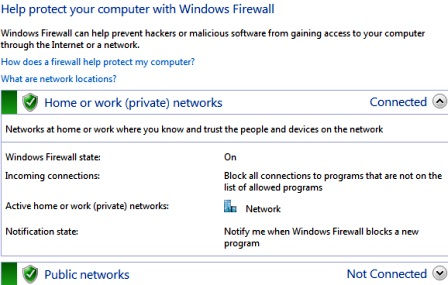 Help protect your computer with Windows Firewall
Windows Firewall can help prevent hackers or malicious software from gaining access to your computer
through the Internet or a network.
How does a firewall help protect my computer?
What are network locations?
Home or work (private) networks Connected
Networks at home or work where you know and trust the people and devices on the network
Windows Firewall state: On
Incoming connections: Block all connections to programs that are not on the
list of allowed programs
Active home or work (private) networks: Network
Notification state: Notify me when Windows Firewall blocks a new
program
Public networks Not Connected